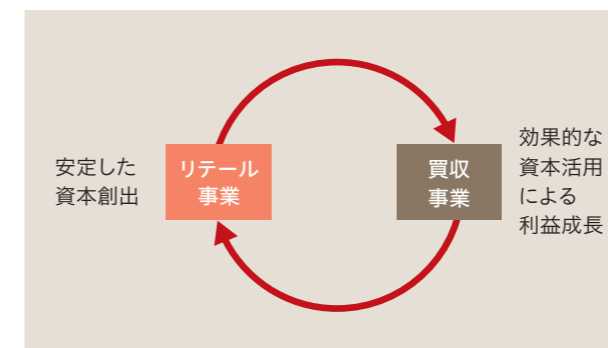 安定した
資本創出
リテール
事業
買収
事業
効果的な
資本活用
による
利益成長